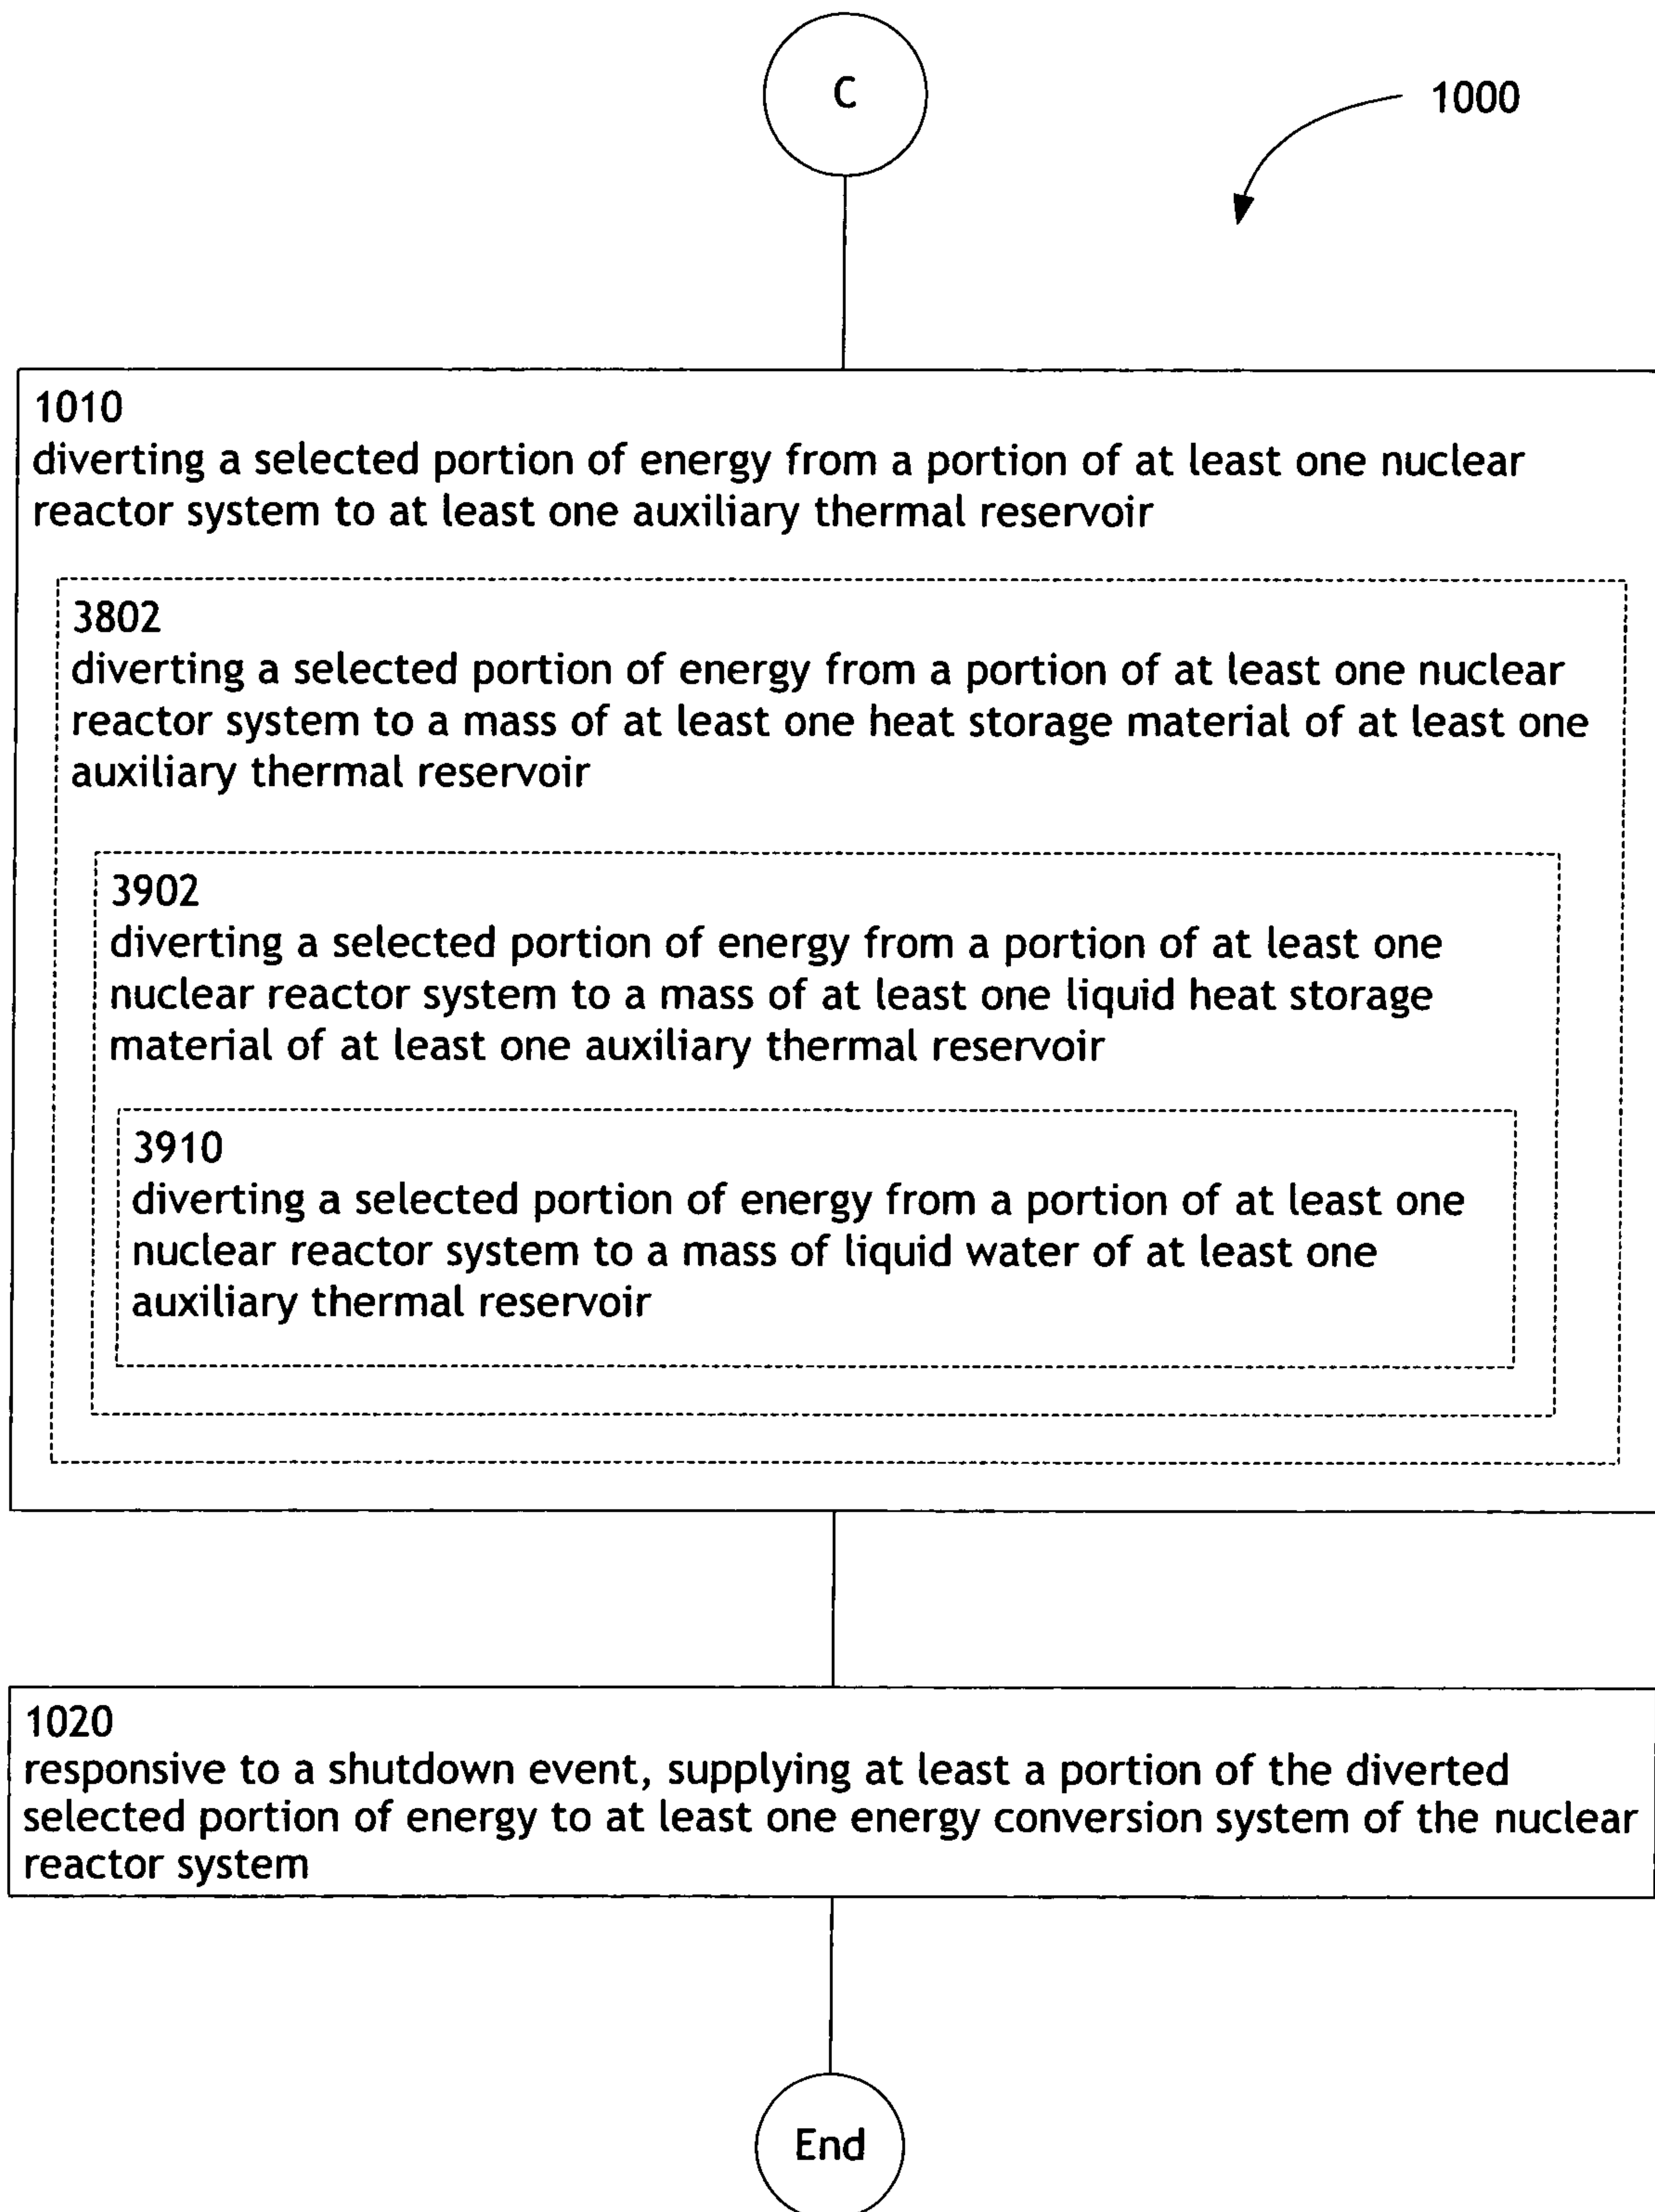 C
1000
1010
diverting a selected portion of energy from a portion of at least one nuclear
reactor system to at least one auxiliary thermal reservoir
3802
diverting a selected portion of energy from a portion of at least one nuclear
reactor system to a mass of at least one heat storage material of at least one
auxiliary thermal reservoir
3902
diverting a selected portion of energy from a portion of at least one
nuclear reactor system to a mass of at least one liquid heat storage
material of at least one auxiliary thermal reservoir
3910
diverting a selected portion of energy from a portion of at least one
nuclear reactor system to a mass of liquid water of at least one
auxiliary thermal reservoir
1020
responsive to a shutdown event, supplying at least a portion of the diverted
selected portion of energy to at least one energy conversion system of the nuclear
reactor system
End